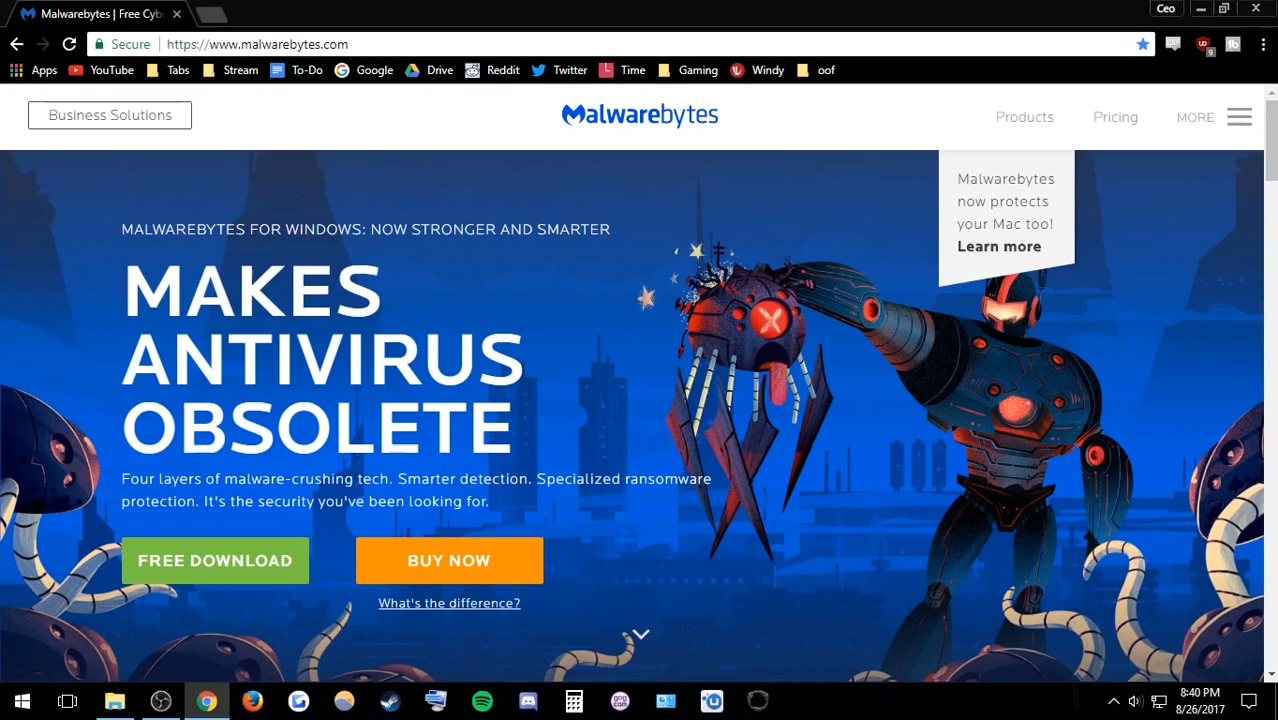 Malwarebytes | Free Cyb
Ceo
Secure
https://www.malwarebytes.com
9
Apps
YouTube
Tabs
Stream
To-Do
Google
Drive
Reddit
Twitter
Time
Gaming
Windy
oof
Business Solutions
Malwarebytes
Products
Pricing
MORE
Malwarebytes
now protects
your Mac too!
Learn more
MALWAREBYTES FOR WINDOWS: NOW STRONGER AND SMARTER
MAKES
ANTIVIRUS
OBSOLETE
Four layers of malware-crushing tech. Smarter detection. Specialized ransomware
protection. It's the security you've been looking for.
FREE DOWNLOAD
BUY NOW
What's the difference?
gog
com
8:40 PM
8/26/2017